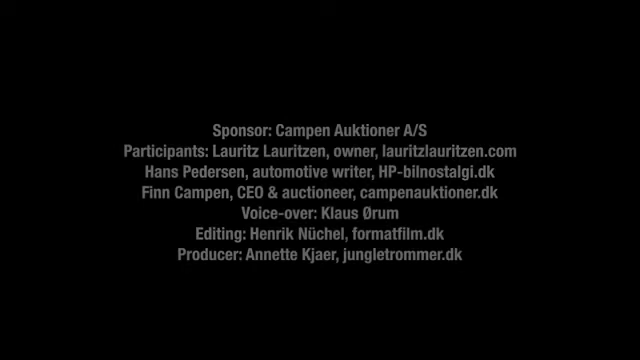 Sponsor: Campen Auktioner A/S
Participants: Lauritz Lauritzen, owner, lauritzlauritzen.com
Hans Pedersen, automotive writer, HP-bilnostalgi.dk
Finn Campen, CEO & auctioneer, campenauktioner.dk
Voice-over: Klaus Ørum
Editing: Henrik Nüchel, formatfilm.dk
Producer: Annette Kjaer, jungletrommer.dk